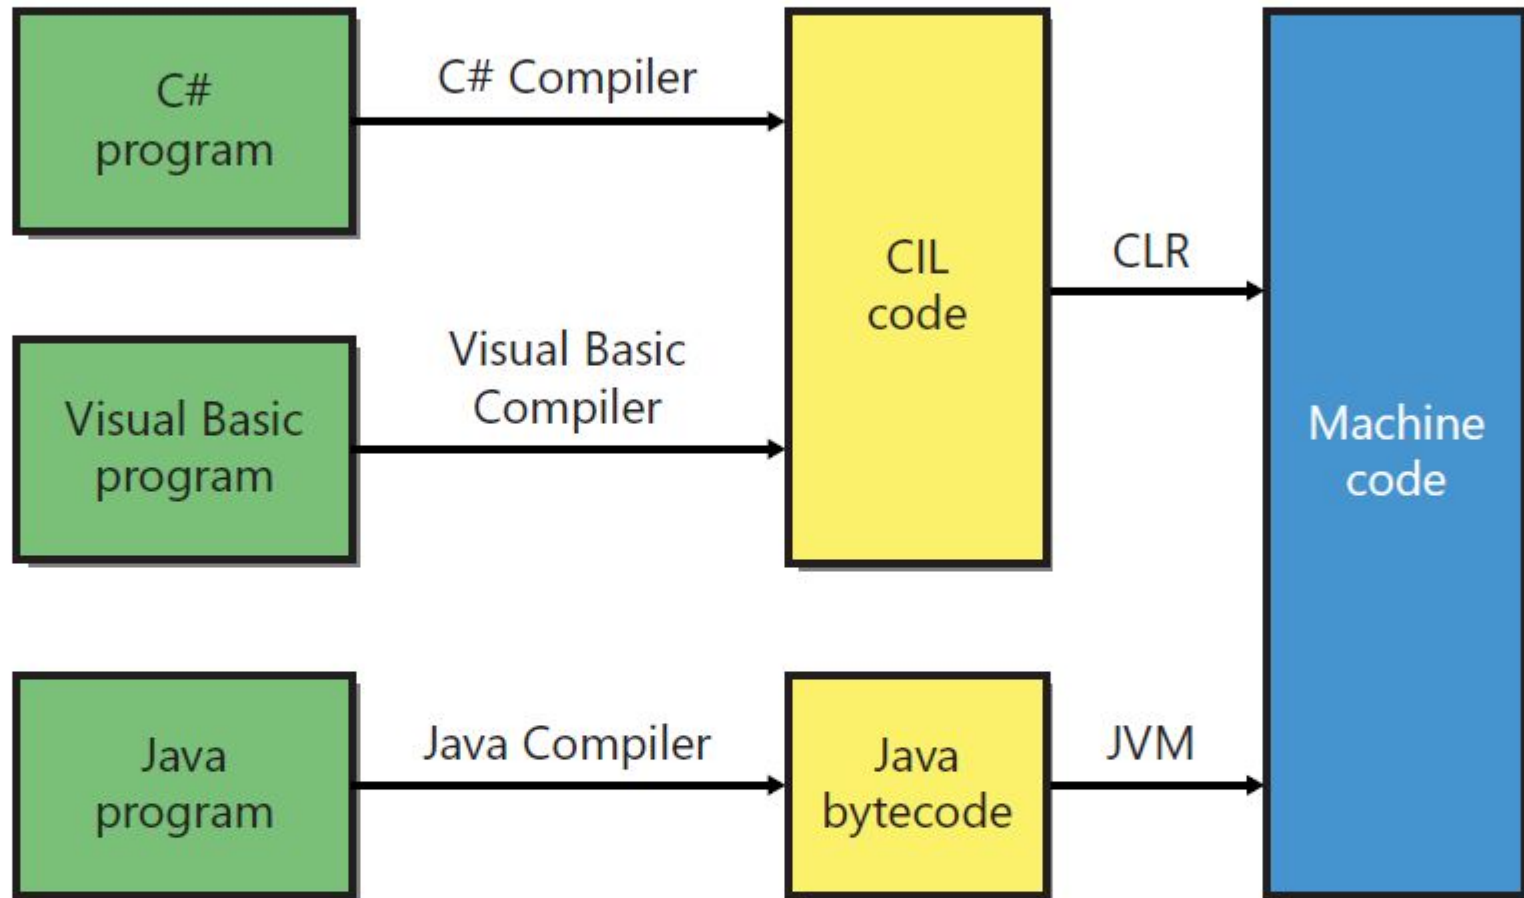 C#
program
C# Compiler
CIL
code
CLR
Machine
code
Visual Basic
program
Visual Basic
Compiler
Java
program
Java Compiler
Java
bytecode
JVM